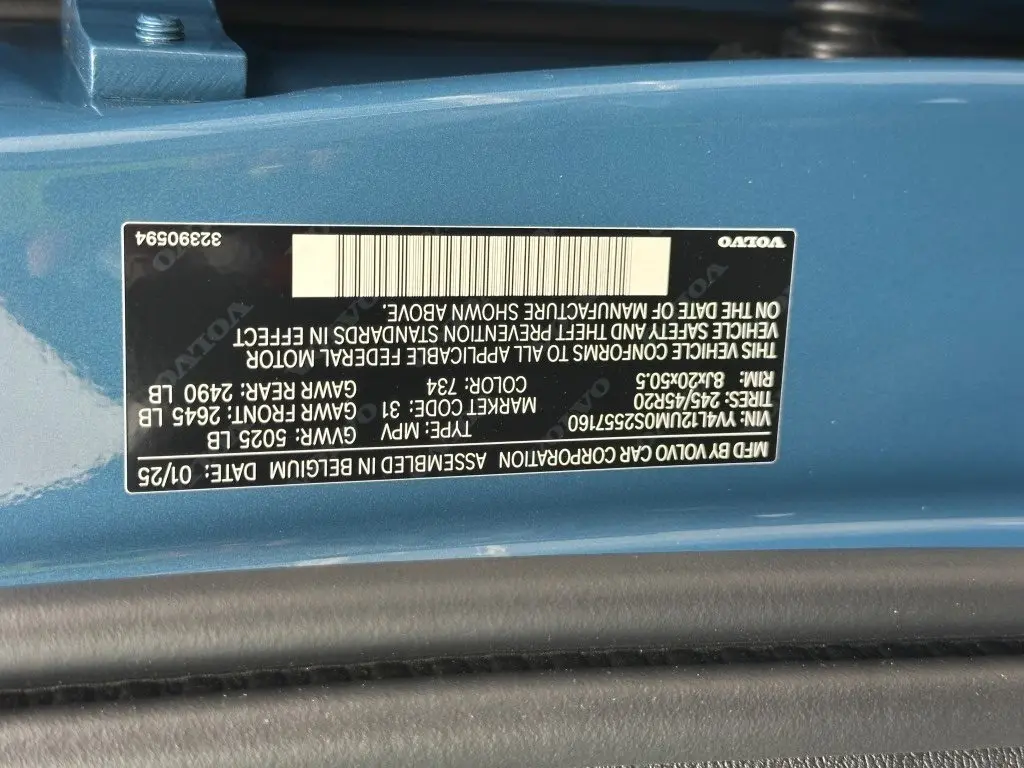 MFD BY VOLVO CAR CORPORATION ASSEMBLED IN BELGIUM DATE: 01/25
VIN: YV4L12UM0S2557160 TYPE: MPV GVWR: 5025 LB
TIRES: 245/45R20 MARKET CODE: 31 GAWR FRONT: 2645 LB
RIM: 8Jx20x50.5 COLOR: 734 GAWR REAR: 2490 LB
THIS VEHICLE CONFORMS TO ALL APPLICABLE FEDERAL MOTOR
VEHICLE SAFETY AND THEFT PREVENTION STANDARDS IN EFFECT
ON THE DATE OF MANUFACTURE SHOWN ABOVE.
VOLVO 32390594